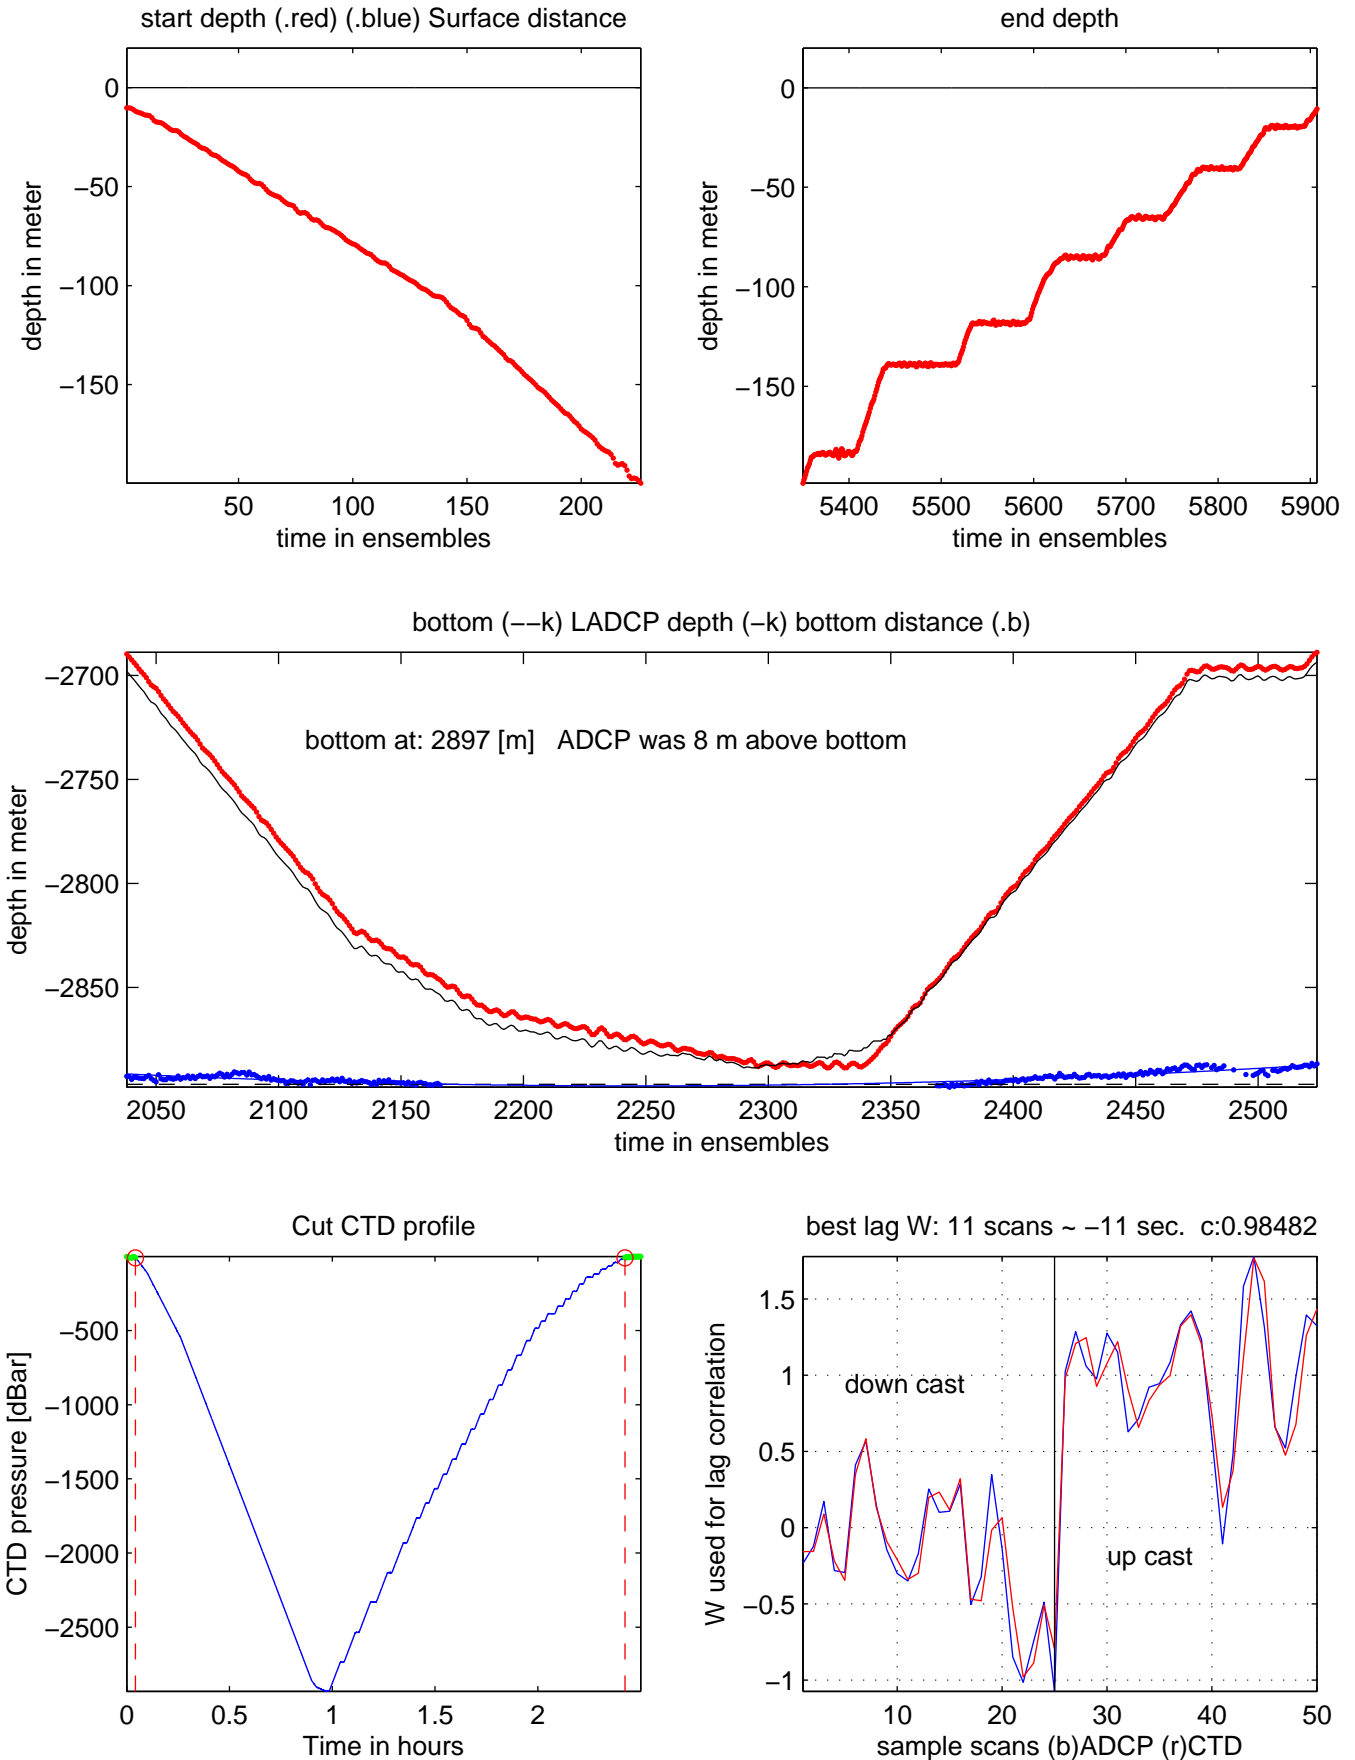 start depth (.red) (.blue) Surface distance
0
−50
−100
−150
depth in meter
50
100
150
200
time in ensembles
end depth
0
−50
−100
−150
depth in meter
5400
5500
5600
5700
5800
5900
time in ensembles
bottom (−−k) LADCP depth (−k) bottom distance (.b)
−2700
−2750
−2800
−2850
depth in meter
bottom at: 2897 [m]   ADCP was 8 m above bottom
2050
2100
2150
2200
2250
2300
2350
2400
2450
2500
time in ensembles
Cut CTD profile
−500
−1000
−1500
−2000
−2500
CTD pressure [dBar]
0
0.5
1
1.5
2
Time in hours
best lag W: 11 scans ~ −11 sec.  c:0.98482
1.5
1
0.5
0
−0.5
−1
W used for lag correlation
down cast
up cast
10
20
30
40
50
sample scans (b)ADCP (r)CTD